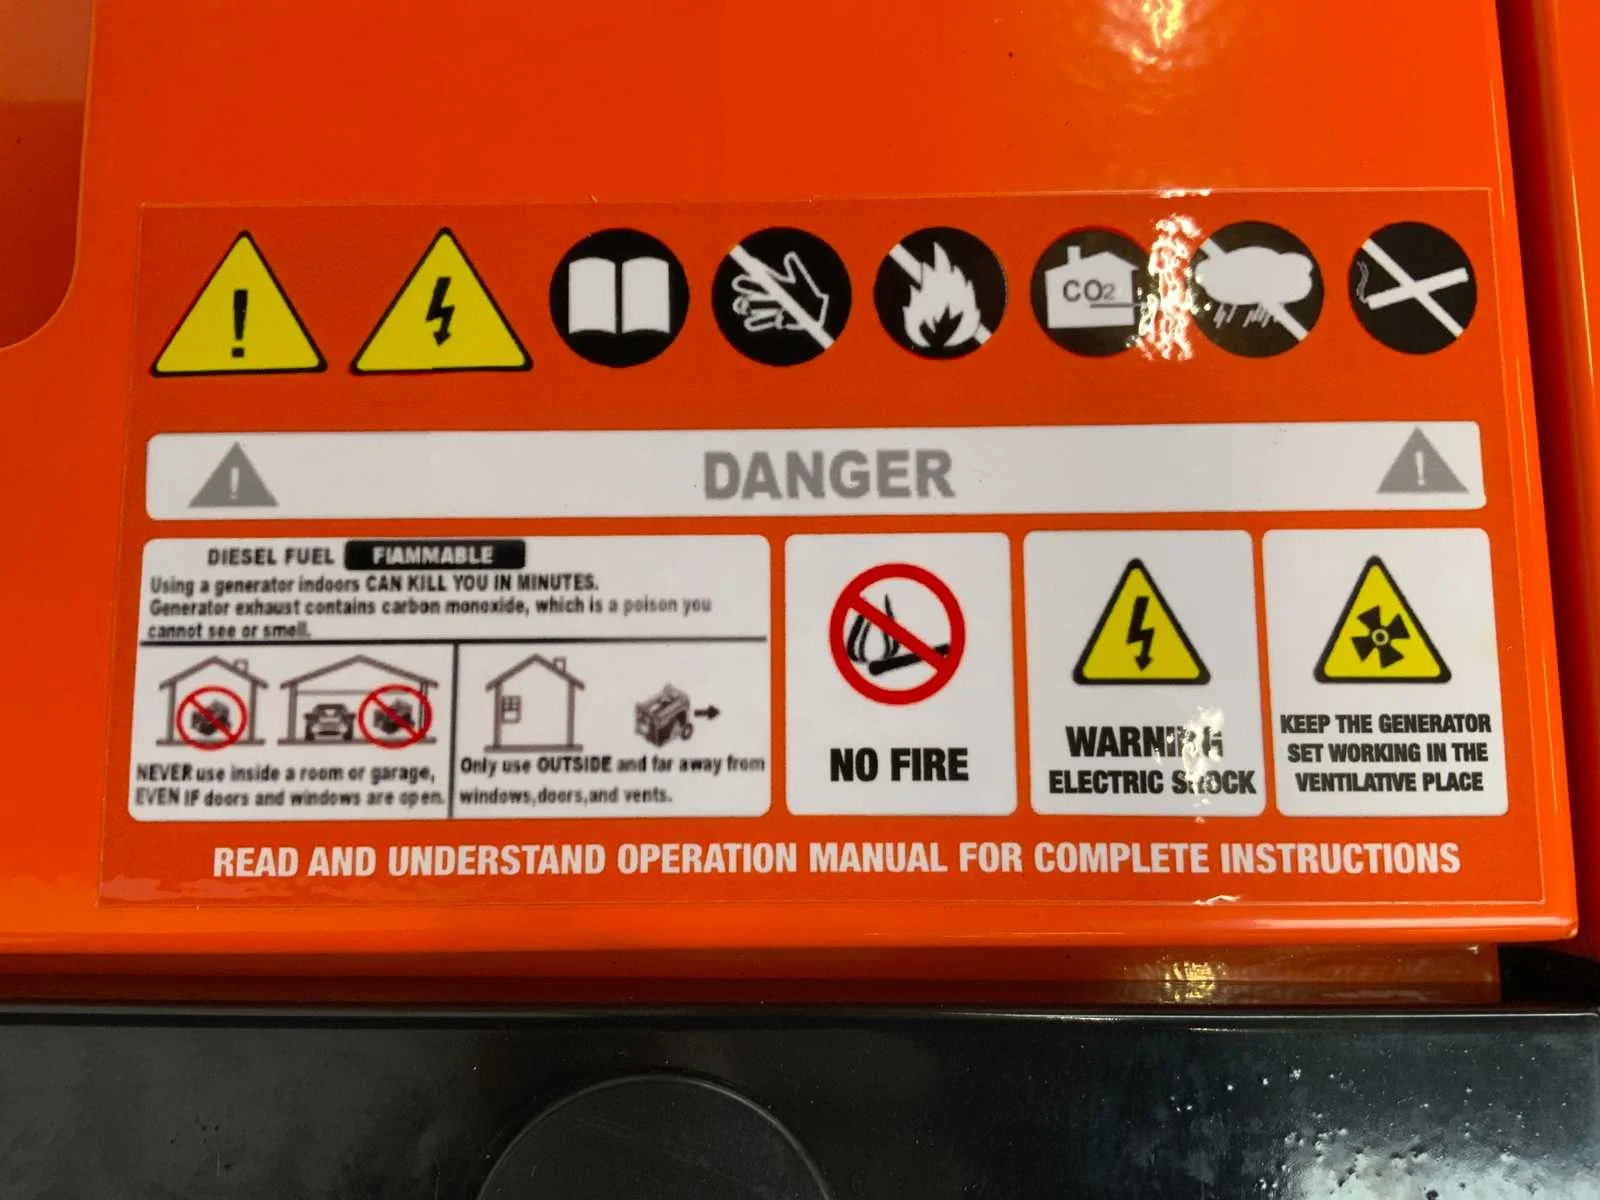 CO2
DANGER
DIESEL FUEL FIAMMABLE
Using a generator indoors CAN KILL YOU IN MINUTES.
Generator exhaust contains carbon monoxide, which is a poison you
cannot see or smell.
NEVER use inside a room or garage,
EVEN IF doors and windows are open.
Only use OUTSIDE and far away from
windows,doors,and vents.
NO FIRE
WARNING
ELECTRIC SHOCK
KEEP THE GENERATOR
SET WORKING IN THE
VENTILATIVE PLACE
READ AND UNDERSTAND OPERATION MANUAL FOR COMPLETE INSTRUCTIONS